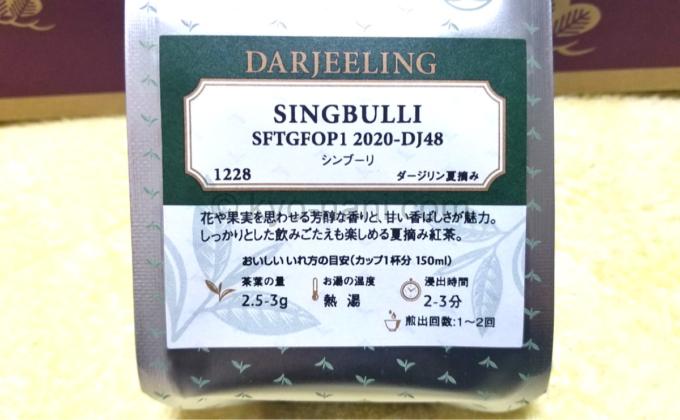 DARJEELING
SINGBULLI
SFTGFOP1 2020-DJ48
シンブーリ
1228 ダージリン夏摘み
© kyo-nani.com
花や果実を思わせる芳醇な香りと、甘い香ばしさが魅力。
しっかりとした飲みごたえも楽しめる夏摘み紅茶。
おいしいいれ方の目安(カップ1杯分 150ml)
茶葉の量 お湯の温度 浸出時間
2.5-3g 熱湯 2-3分
煎出回数:1~2回